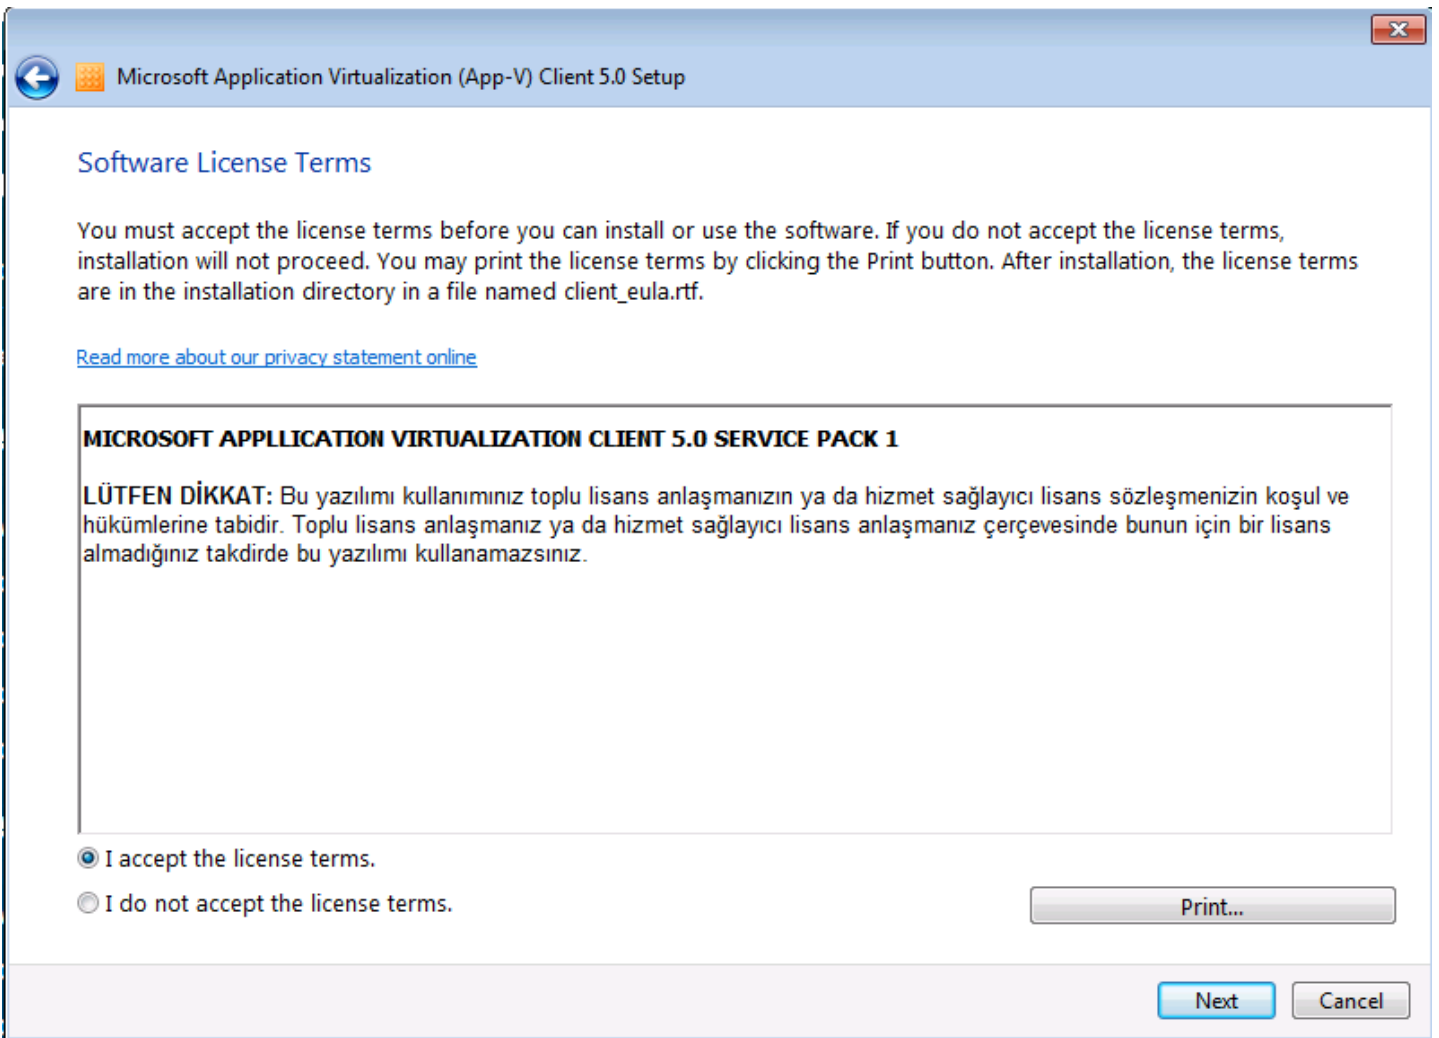 Microsoft Application Virtualization (App-V) Client 5.0 Setup
Software License Terms
You must accept the license terms before you can install or use the software. If you do not accept the license terms,
installation will not proceed. You may print the license terms by clicking the Print button. After installation, the license terms
are in the installation directory in a file named client_eula.rtf.
Read more about our privacy statement online
MICROSOFT APPLLICATION VIRTUALIZATION CLIENT 5.0 SERVICE PACK 1
LÜTFEN DİKKAT: Bu yazılımı kullanımınız toplu lisans anlaşmanızın ya da hizmet sağlayıcı lisans sözleşmenizin koşul ve
hükümlerine tabidir. Toplu lisans anlaşmanız ya da hizmet sağlayıcı lisans anlaşmanız çerçevesinde bunun için bir lisans
almadığınız takdirde bu yazılımı kullanamazsınız.
I accept the license terms.
I do not accept the license terms.
Print...
Next
Cancel